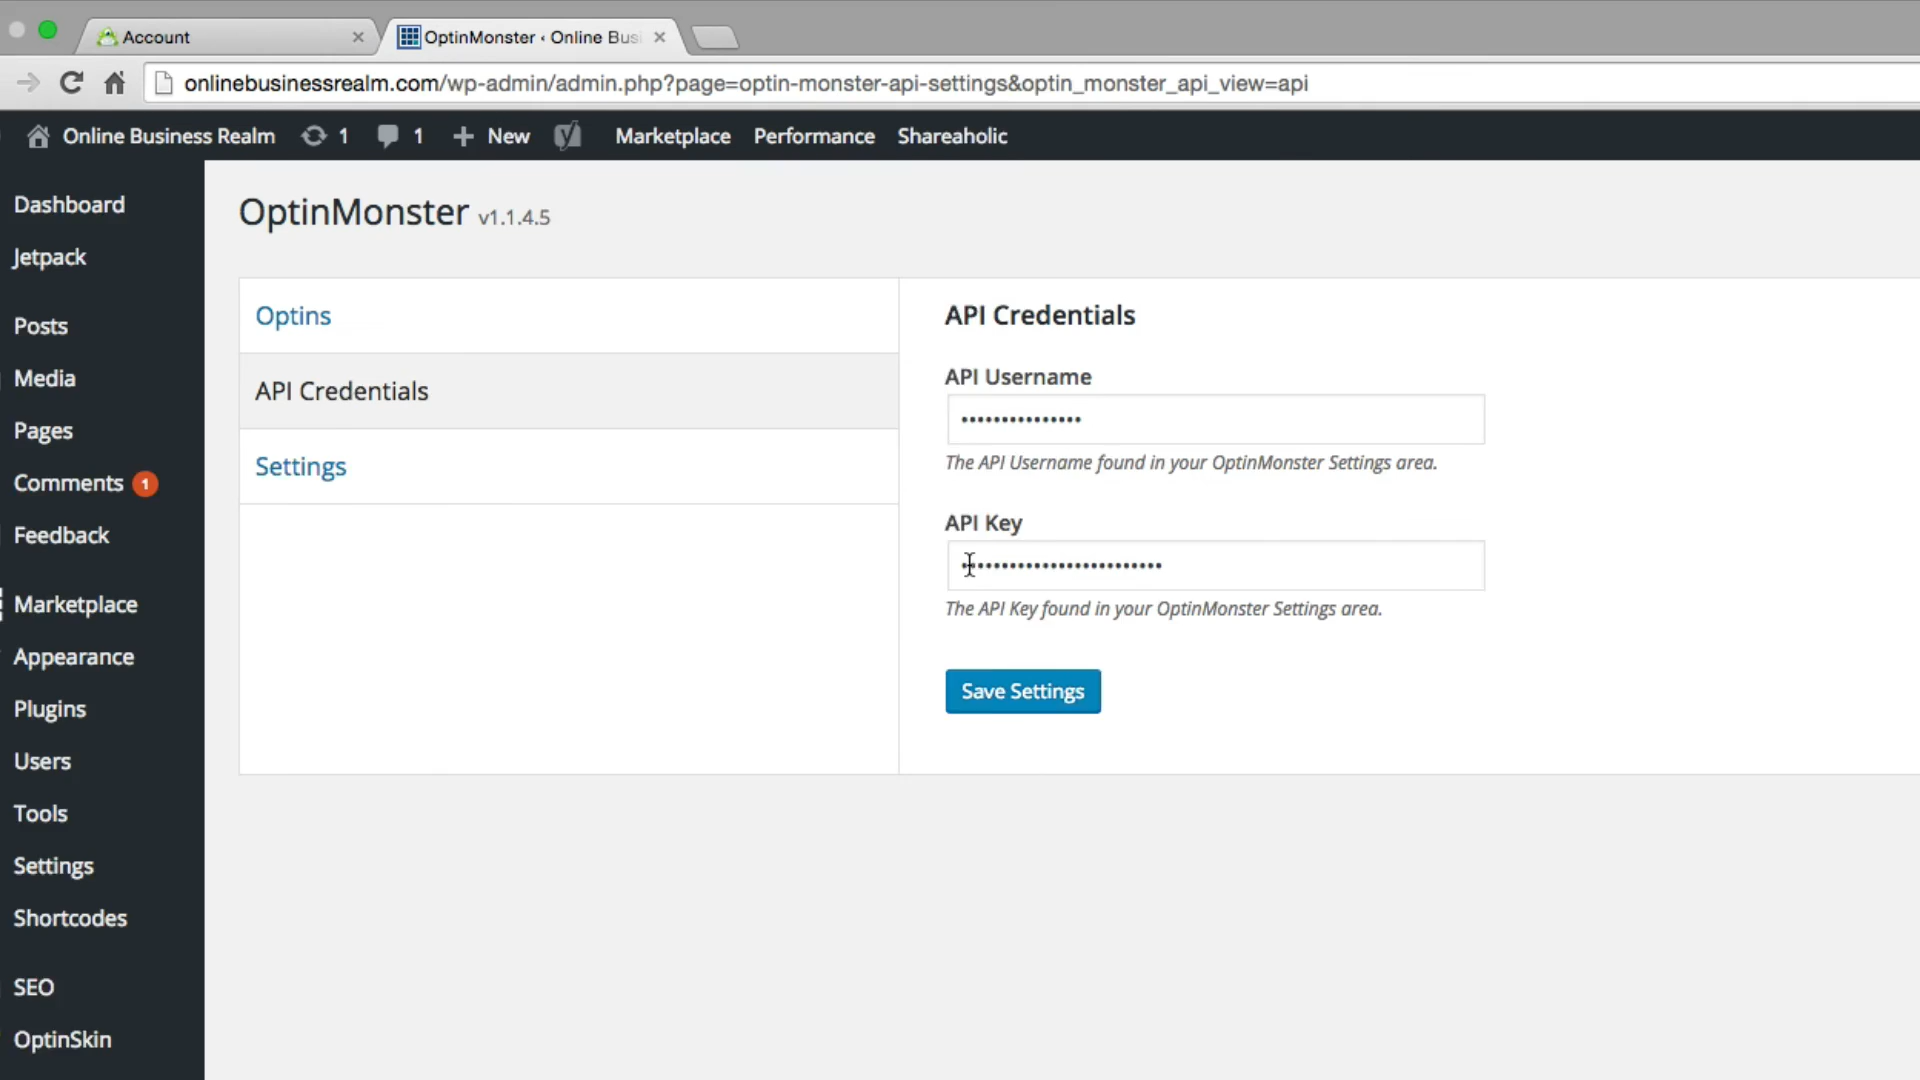 Account
OptinMonster ‹ Online Busi
onlinebusinessrealm.com/wp-admin/admin.php?page=optin-monster-api-settings&optin_monster_api_view=api
Online Business Realm 1 1 + New Marketplace Performance Shareaholic
Dashboard
Jetpack
Posts
Media
Pages
Comments 1
Feedback
Marketplace
Appearance
Plugins
Users
Tools
Settings
Shortcodes
SEO
OptinSkin
OptinMonster v1.1.4.5
Optins
API Credentials
Settings
API Credentials
API Username
•••••••••••••••
The API Username found in your OptinMonster Settings area.
API Key
•••••••••••••••••••••••••
The API Key found in your OptinMonster Settings area.
Save Settings